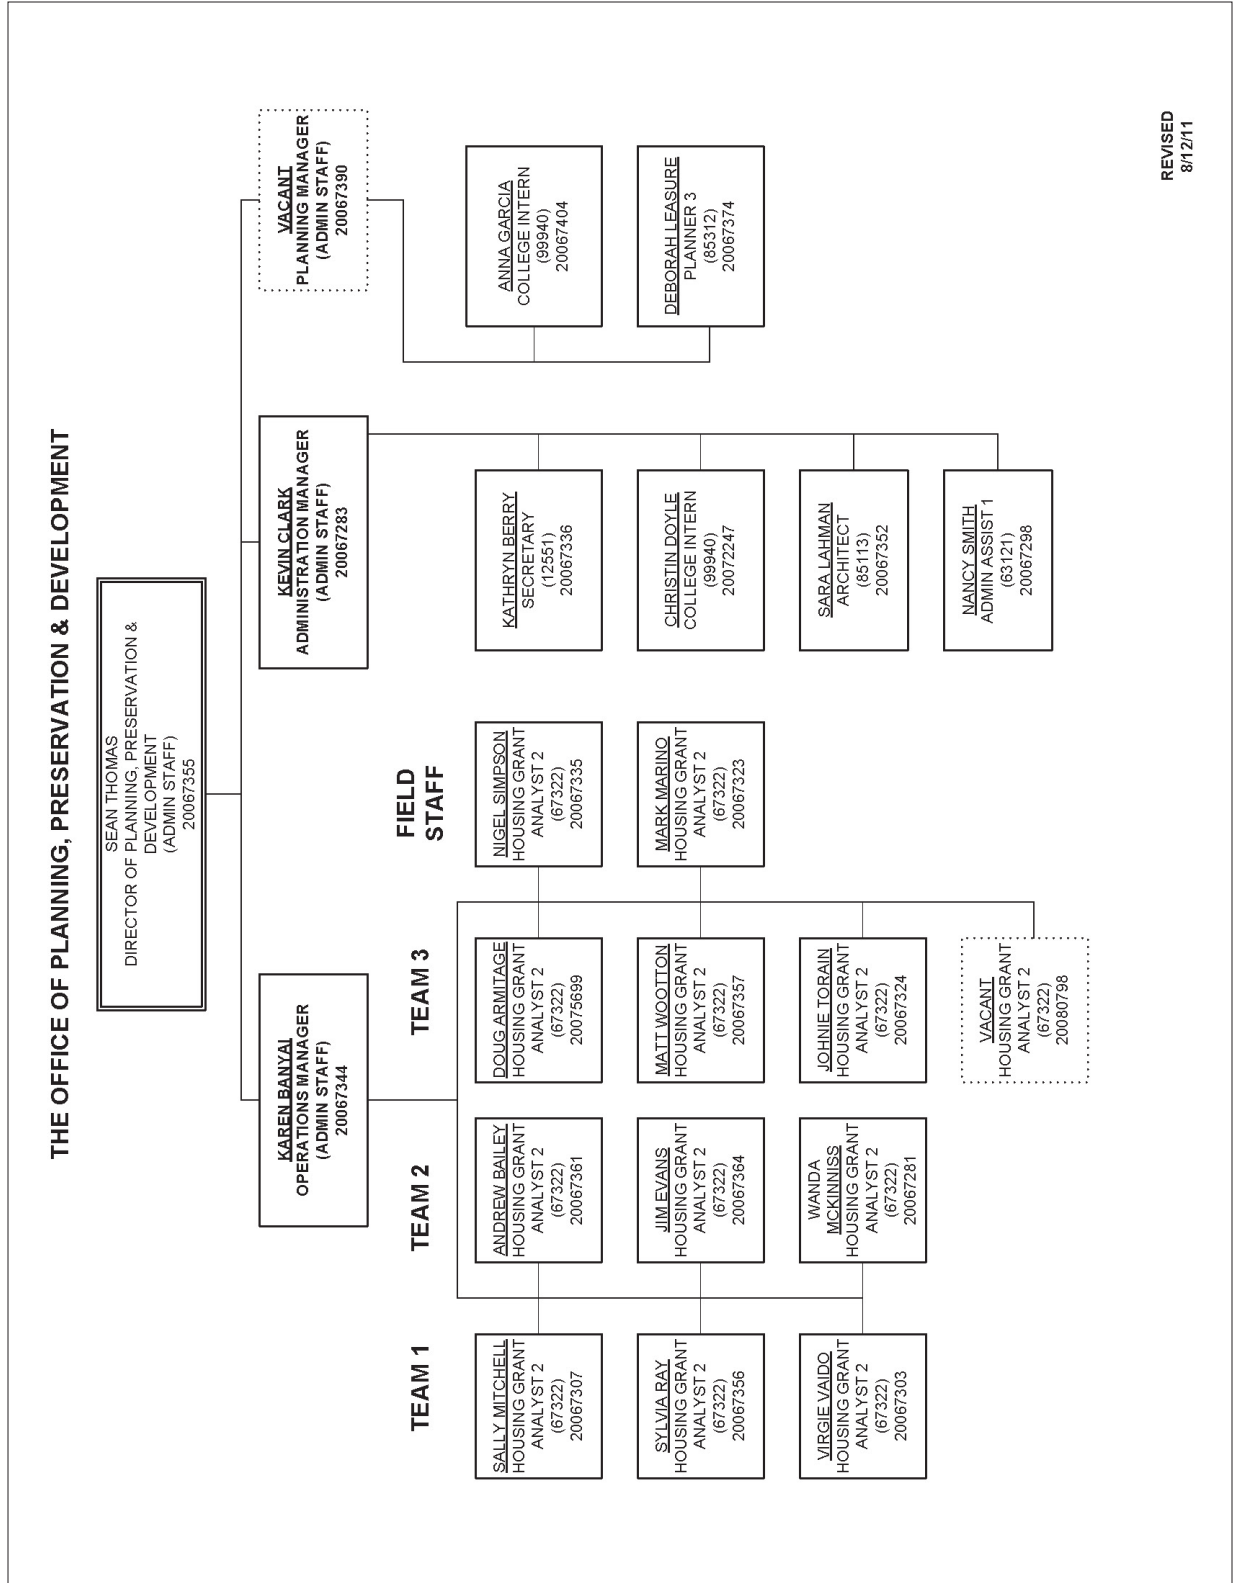 THE OFFICE OF PLANNING, PRESERVATION & DEVELOPMENT
SEAN THOMAS
DIRECTOR OF PLANNING, PRESERVATION &
DEVELOPMENT
(ADMIN STAFF)
20067355
KAREN BANYAI
OPERATIONS MANAGER
(ADMIN STAFF)
20067344
KEVIN CLARK
ADMINISTRATION MANAGER
(ADMIN STAFF)
20067283
VACANT
PLANNING MANAGER
(ADMIN STAFF)
20067390
TEAM 1
SALLY MITCHELL
HOUSING GRANT
ANALYST 2
(67322)
20067307
SYLVIA RAY
HOUSING GRANT
ANALYST 2
(67322)
20067356
VIRGIE VAIDO
HOUSING GRANT
ANALYST 2
(67322)
20067303
TEAM 2
ANDREW BAILEY
HOUSING GRANT
ANALYST 2
(67322)
20067361
JIM EVANS
HOUSING GRANT
ANALYST 2
(67322)
20067364
WANDA
MCKINNISS
HOUSING GRANT
ANALYST 2
(67322)
20067281
TEAM 3
DOUG ARMITAGE
HOUSING GRANT
ANALYST 2
(67322)
20075699
MATT WOOTTON
HOUSING GRANT
ANALYST 2
(67322)
20067357
JOHNIE TORAIN
HOUSING GRANT
ANALYST 2
(67322)
20067324
VACANT
HOUSING GRANT
ANALYST 2
(67322)
20080798
FIELD
STAFF
NIGEL SIMPSON
HOUSING GRANT
ANALYST 2
(67322)
20067335
MARK MARINO
HOUSING GRANT
ANALYST 2
(67322)
20067323
KATHRYN BERRY
SECRETARY
(12551)
20067336
CHRISTIN DOYLE
COLLEGE INTERN
(99940)
20072247
SARA LAHMAN
ARCHITECT
(85113)
20067352
NANCY SMITH
ADMIN ASSIST 1
(63121)
20067298
ANNA GARCIA
COLLEGE INTERN
(99940)
20067404
DEBORAH LEASURE
PLANNER 3
(85312)
20067374
REVISED
8/12/11